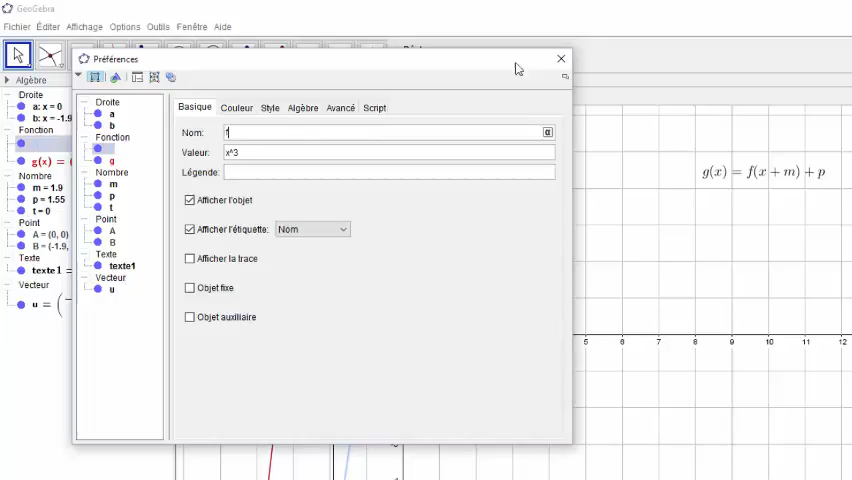 GeoGebra
Fichier Éditer Affichage Options Outils Fenêtre Aide
Préférences
Algèbre
Droite
a: x = 0
b: x = -1.9
Fonction
g(x) = (
Nombre
m = 1.9
p = 1.55
t = 0
Point
A = (0, 0)
B = (-1.9,
Texte
texte1 =
Vecteur
u = (
Droite
a
b
Fonction
g
Nombre
m
p
t
Point
A
B
Texte
texte1
Vecteur
u
Basique Couleur Style Algèbre Avancé Script
Nom: f α
Valeur: x^3
Légende:
Afficher l'objet
Afficher l'étiquette: Nom
Afficher la trace
Objet fixe
Objet auxiliaire
g(x) = f(x + m) + p
5 6 7 8 9 10 11 12